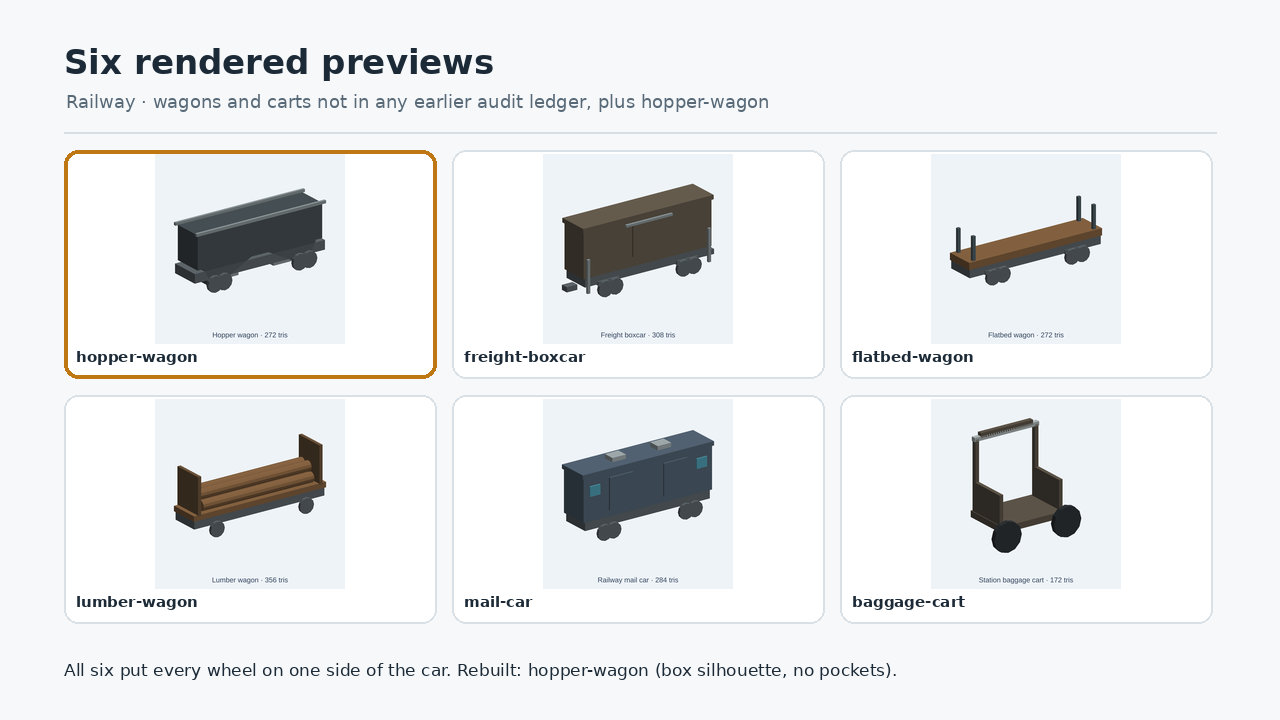 Six rendered previews
Railway · wagons and carts not in any earlier audit ledger, plus hopper-wagon
Hopper wagon · 272 tris
hopper-wagon
Freight boxcar · 308 tris
freight-boxcar
Flatbed wagon · 272 tris
flatbed-wagon
Lumber wagon · 356 tris
lumber-wagon
Railway mail car · 284 tris
mail-car
Station baggage cart · 172 tris
baggage-cart
All six put every wheel on one side of the car. Rebuilt: hopper-wagon (box silhouette, no pockets).